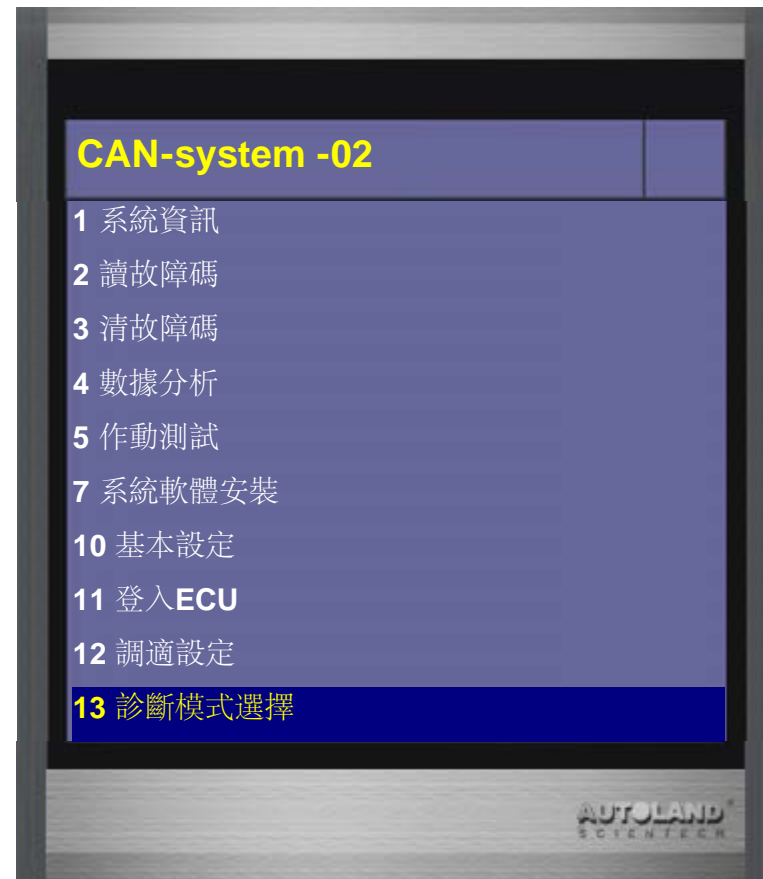 CAN-system -02
1 系統資訊
2 讀故障碼
3 清故障碼
4 數據分析
5 作動測試
7 系統軟體安裝
10 基本設定
11 登入ECU
12 調適設定
13 診斷模式選擇
AUTOLAND
SCIENTECH